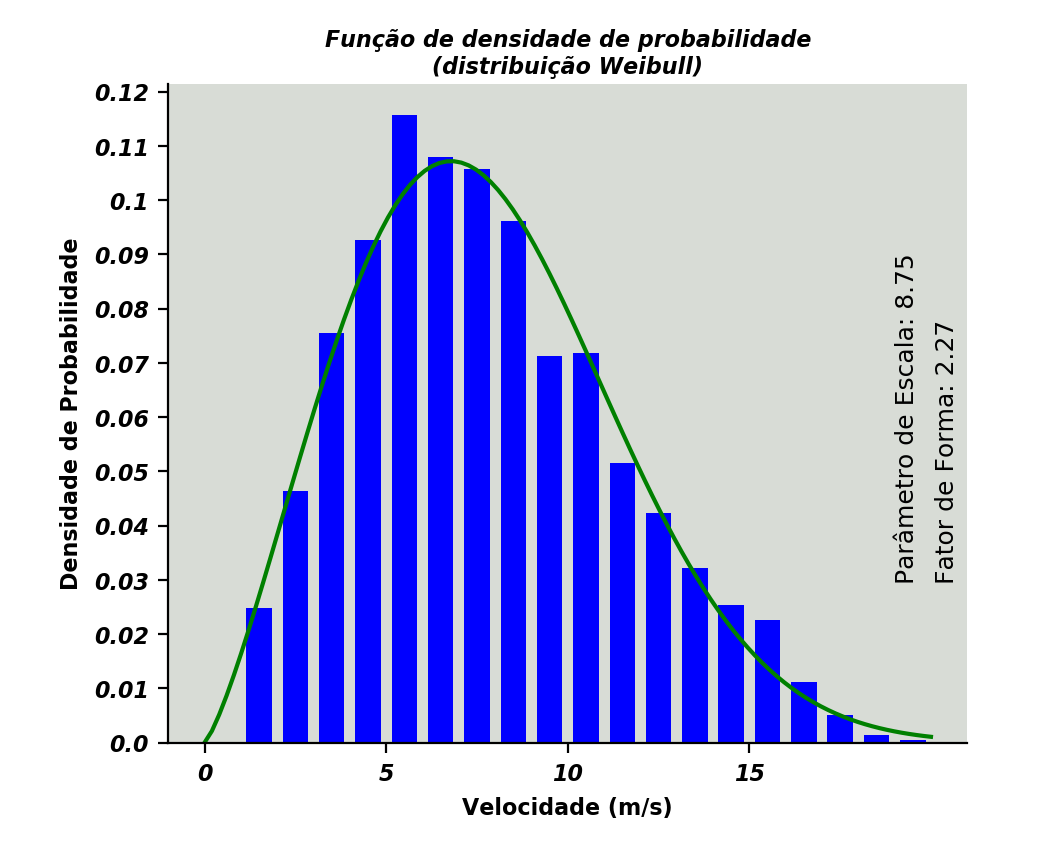 Função de densidade de probabilidade
(distribuição Weibull)
0.12
0.11
0.1
0.09
0.08
0.07
0.06
0.05
0.04
0.03
0.02
0.01
0.0
Densidade de Probabilidade
Parâmetro de Escala: 8.75
Fator de Forma: 2.27
0 5 10 15
Velocidade (m/s)